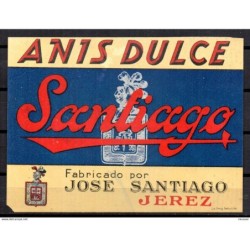 ANIS DULCE
Santiago
Fabricado por
JOSE SANTIAGO
JEREZ